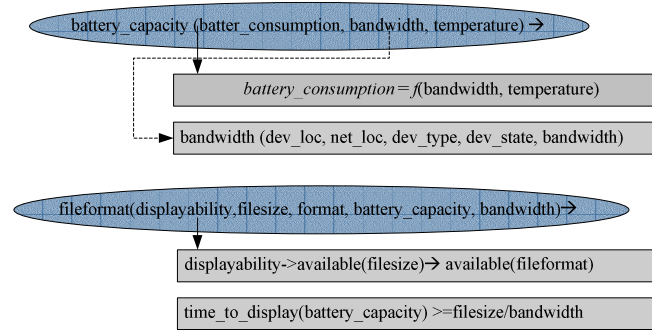 battery_capacity (batter_consumption, bandwidth, temperature) →
battery_consumption = f(bandwidth, temperature)
bandwidth (dev_loc, net_loc, dev_type, dev_state, bandwidth)
fileformat(displayability,filesize, format, battery_capacity, bandwidth)→
displayability->available(filesize)→ available(fileformat)
time_to_display(battery_capacity) >=filesize/bandwidth